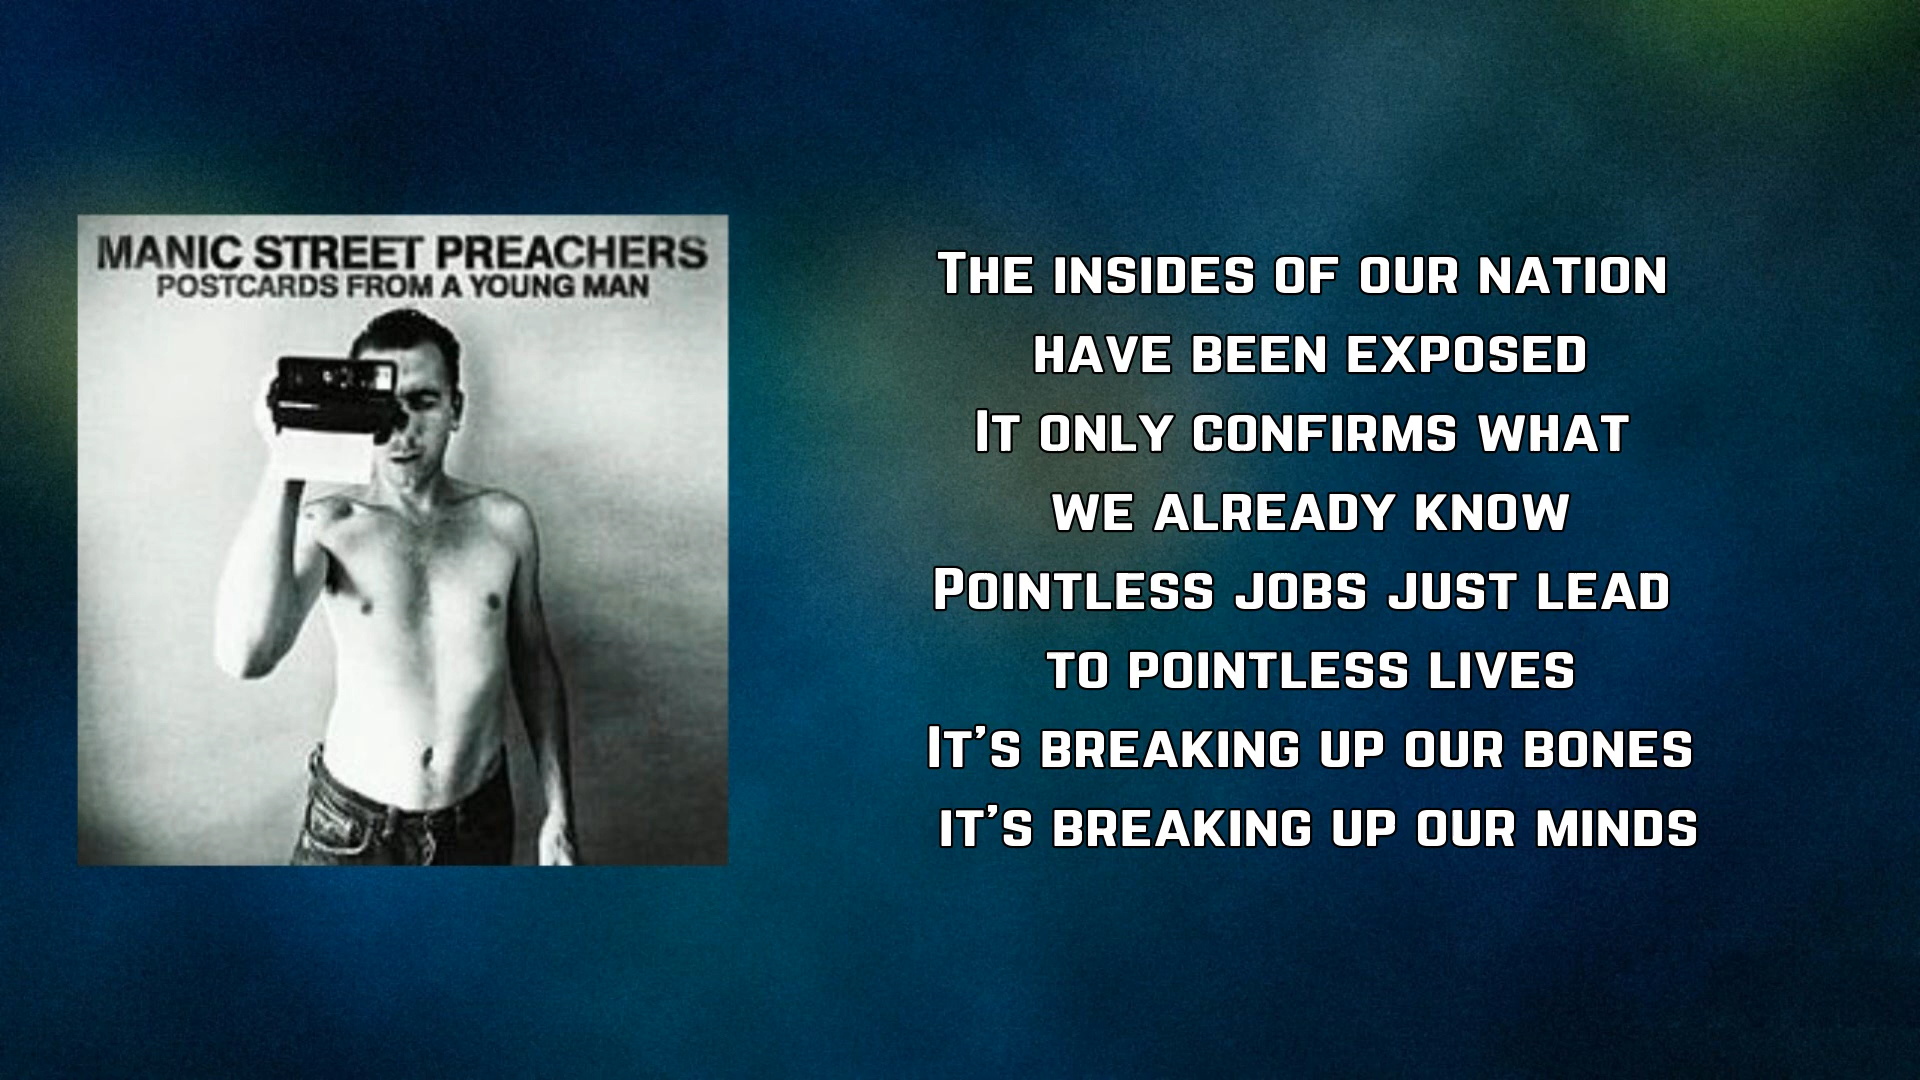 MANIC STREET PREACHERS
POSTCARDS FROM A YOUNG MAN
The insides of our nation
have been exposed
It only confirms what
we already know
Pointless jobs just lead
to pointless lives
It's breaking up our bones
it's breaking up our minds